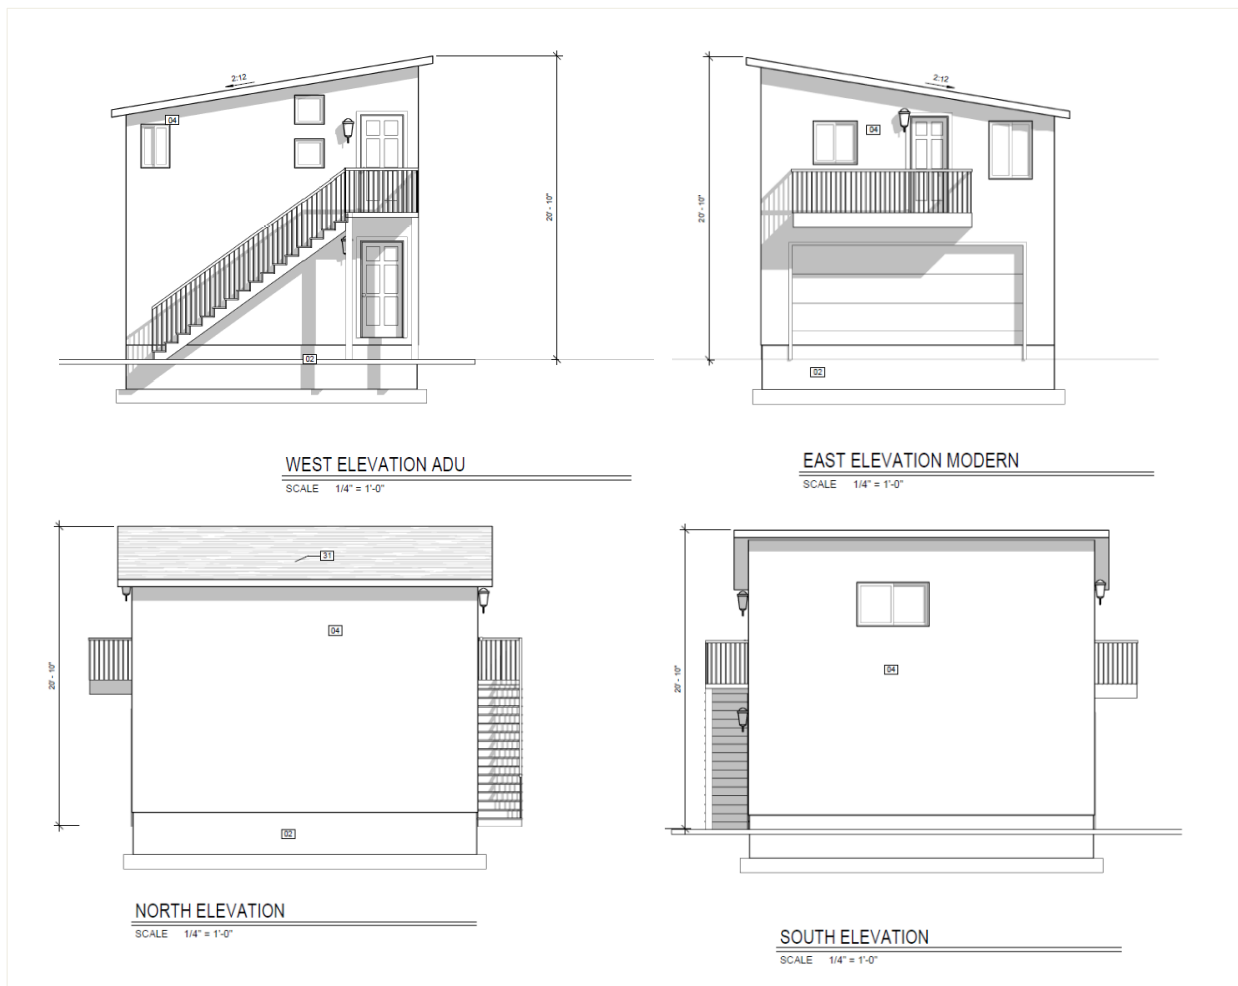 2:12
04
20' - 10"
02
WEST ELEVATION ADU
SCALE 1/4" = 1'-0"
2:12
04
20' - 10"
02
EAST ELEVATION MODERN
SCALE 1/4" = 1'-0"
31
04
20' - 10"
02
NORTH ELEVATION
SCALE 1/4" = 1'-0"
04
20' - 10"
SOUTH ELEVATION
SCALE 1/4" = 1'-0"